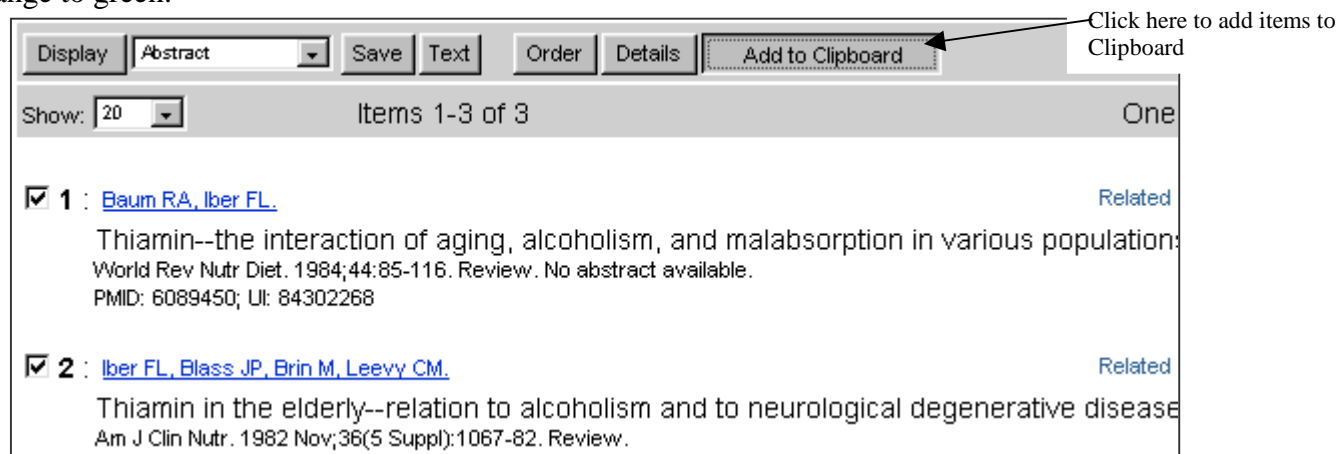 Click here to add items to
Clipboard
Display Abstract Save Text Order Details Add to Clipboard
Show: 20 Items 1-3 of 3 One
1 : Baum RA, Iber FL.
Related
Thiamin--the interaction of aging, alcoholism, and malabsorption in various population
World Rev Nutr Diet. 1984;44:85-116. Review. No abstract available.
PMID: 6089450; UI: 84302268
2 : Iber FL, Blass JP, Brin M, Leevy CM.
Related
Thiamin in the elderly--relation to alcoholism and to neurological degenerative disease
Am J Clin Nutr. 1982 Nov;36(5 Suppl):1067-82. Review.